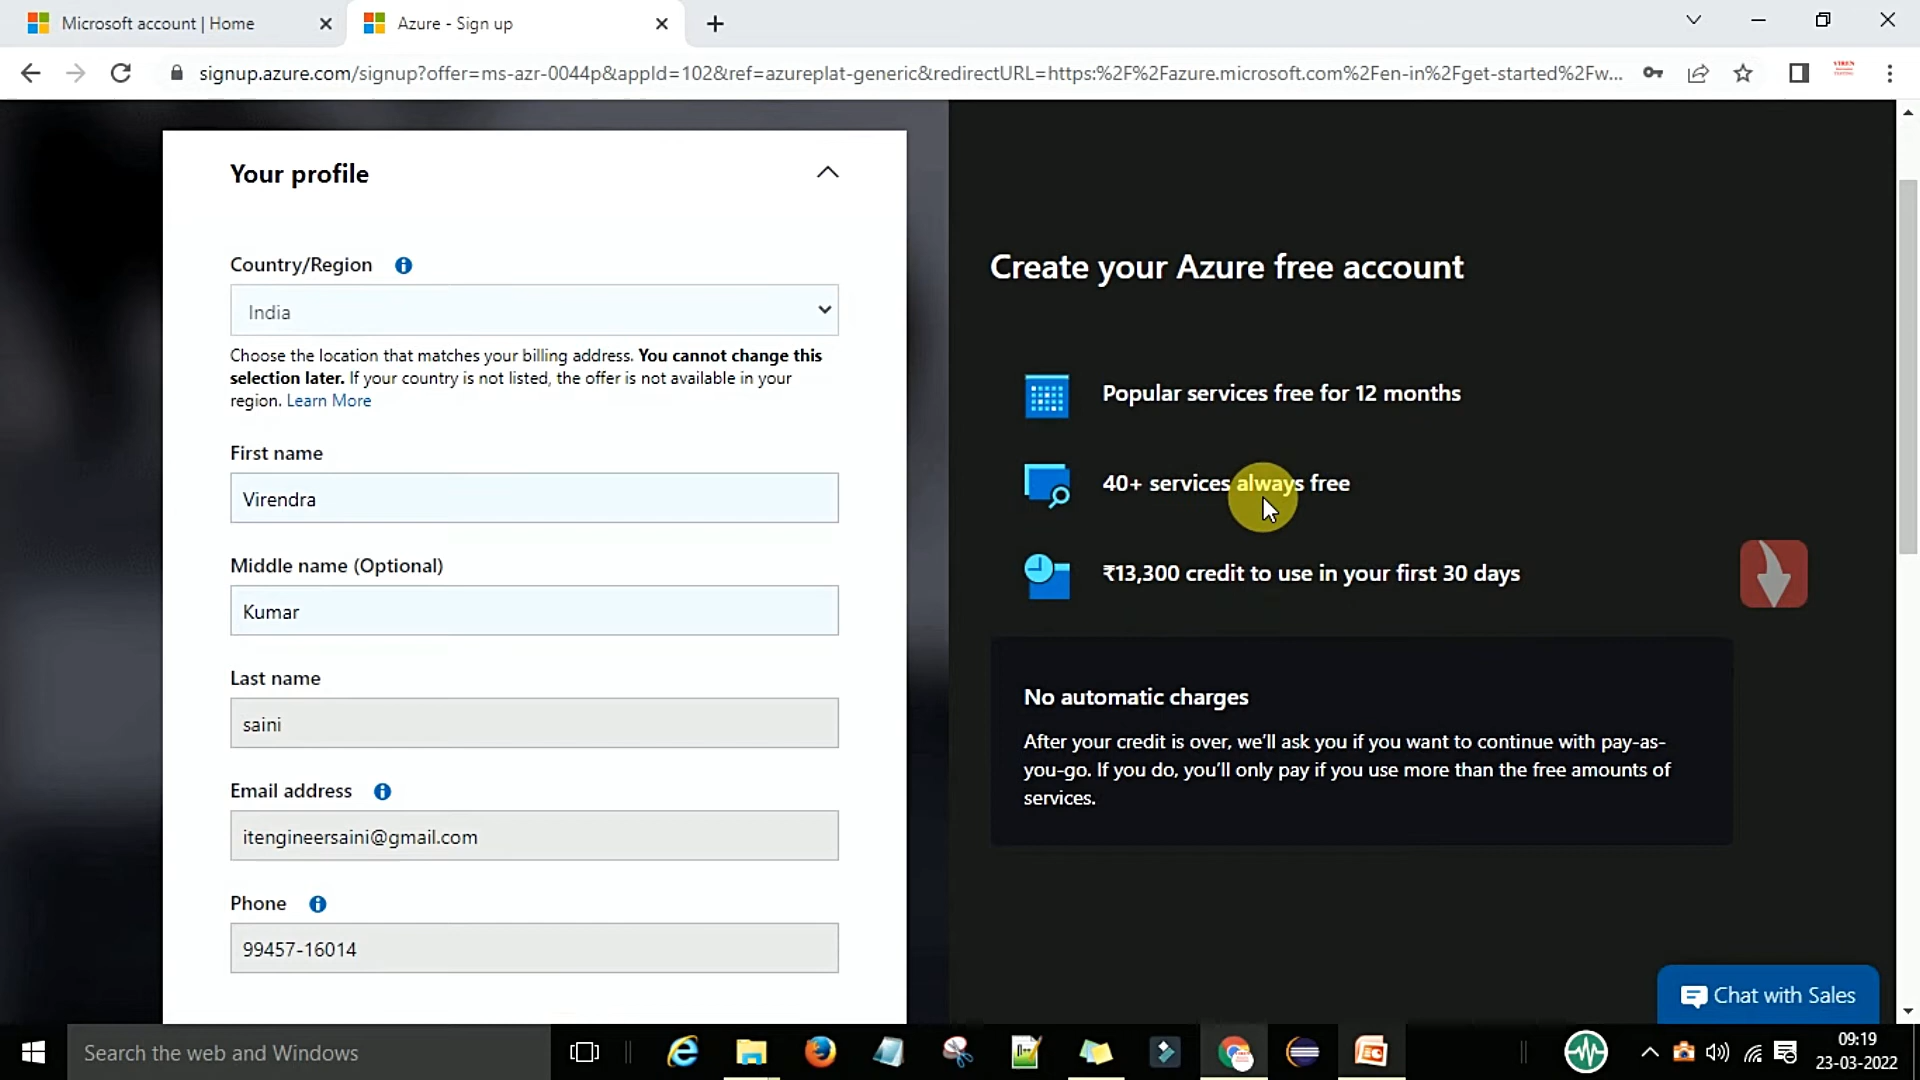 Microsoft account | Home
Azure - Sign up
signup.azure.com/signup?offer=ms-azr-0044p&appId=102&ref=azureplat-generic&redirectURL=https:%2F%2Fazure.microsoft.com%2Fen-in%2Fget-started%2Fw...
Your profile
Country/Region
India
Choose the location that matches your billing address. You cannot change this
selection later. If your country is not listed, the offer is not available in your
region. Learn More
First name
Virendra
Middle name (Optional)
Kumar
Last name
saini
Email address
itengineersaini@gmail.com
Phone
99457-16014
Create your Azure free account
Popular services free for 12 months
40+ services always free
₹13,300 credit to use in your first 30 days
No automatic charges
After your credit is over, we'll ask you if you want to continue with pay-as-
you-go. If you do, you'll only pay if you use more than the free amounts of
services.
Chat with Sales
Search the web and Windows
09:19
23-03-2022